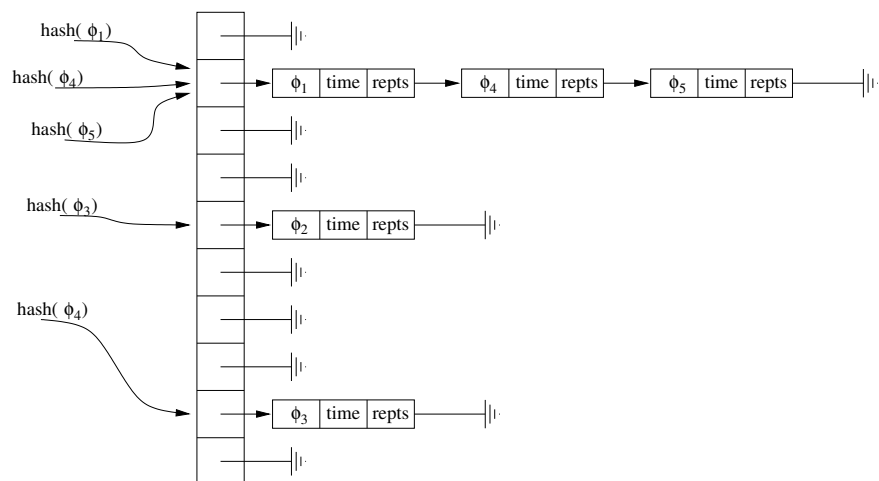 hash( ϕ1)
hash( ϕ4)
ϕ1 time repts ϕ4 time repts ϕ5 time repts
hash( ϕ5)
hash( ϕ3)
ϕ2 time repts
hash( ϕ4)
ϕ3 time repts